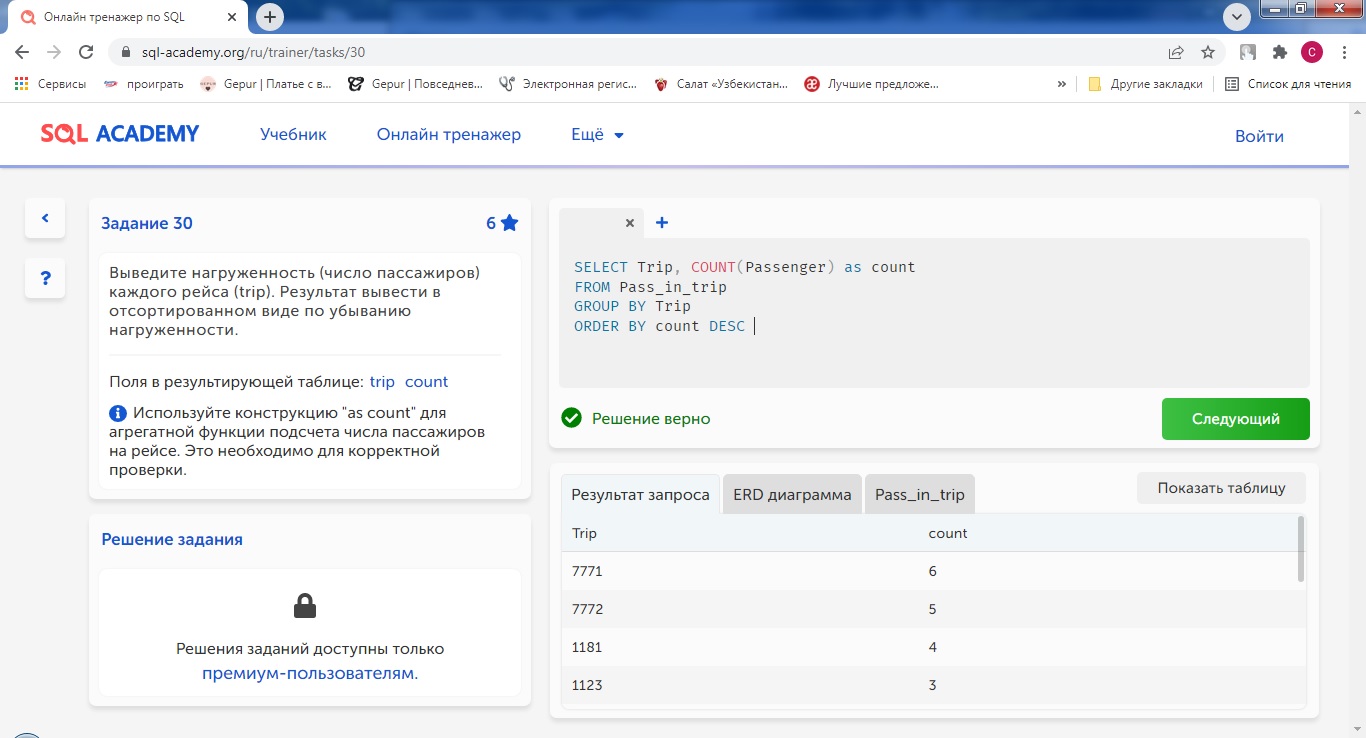 Онлайн тренажер по SQL
sql-academy.org/ru/trainer/tasks/30
C
Сервисы
проиграть
Gepur | Платье с в...
Gepur | Повседнев...
Электронная регис...
Салат «Узбекистан...
Лучшие предложе...
»
Другие закладки
Список для чтения
SQL ACADEMY
Учебник
Онлайн тренажер
Ещё
Войти
Задание 30
6
Выведите нагруженность (число пассажиров)
каждого рейса (trip). Результат вывести в
отсортированном виде по убыванию
нагруженности.
Поля в результирующей таблице: trip count
Используйте конструкцию "as count" для
агрегатной функции подсчета числа пассажиров
на рейсе. Это необходимо для корректной
проверки.
Решение задания
Решения заданий доступны только
премиум-пользователям.
SELECT Trip, COUNT(Passenger) as count
FROM Pass_in_trip
GROUP BY Trip
ORDER BY count DESC
Решение верно
Следующий
Результат запроса
ERD диаграмма
Pass_in_trip
Показать таблицу
Trip count
7771 6
7772 5
1181 4
1123 3